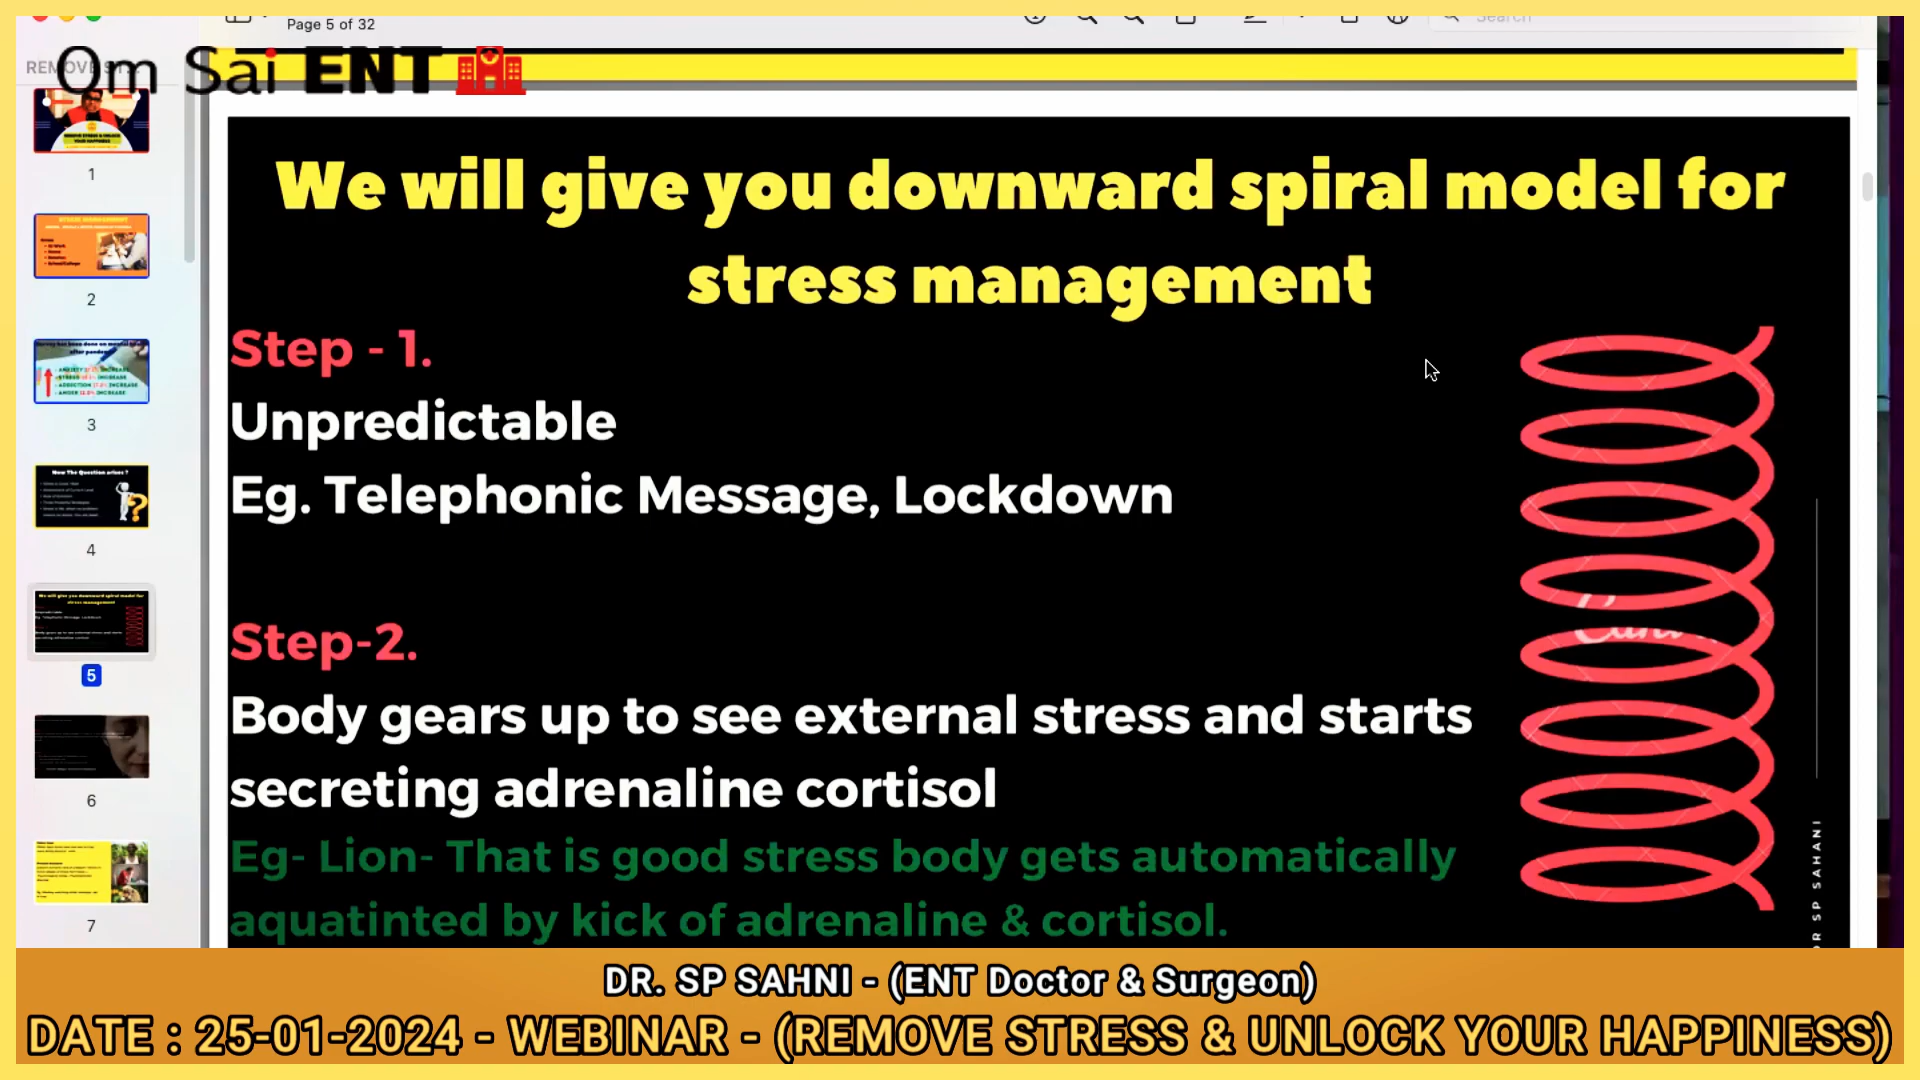 Page 5 of 32
Search
Om Sai ENT
1
2
3
4
5
6
7
We will give you downward spiral model for
stress management
Step - 1.
Unpredictable
Eg. Telephonic Message, Lockdown
Step-2.
Body gears up to see external stress and starts
secreting adrenaline cortisol
Eg- Lion- That is good stress body gets automatically
aquatinted by kick of adrenaline & cortisol.
SP SAHANI
DR. SP SAHNI - (ENT Doctor & Surgeon)
DATE : 25-01-2024 - WEBINAR - (REMOVE STRESS & UNLOCK YOUR HAPPINESS)